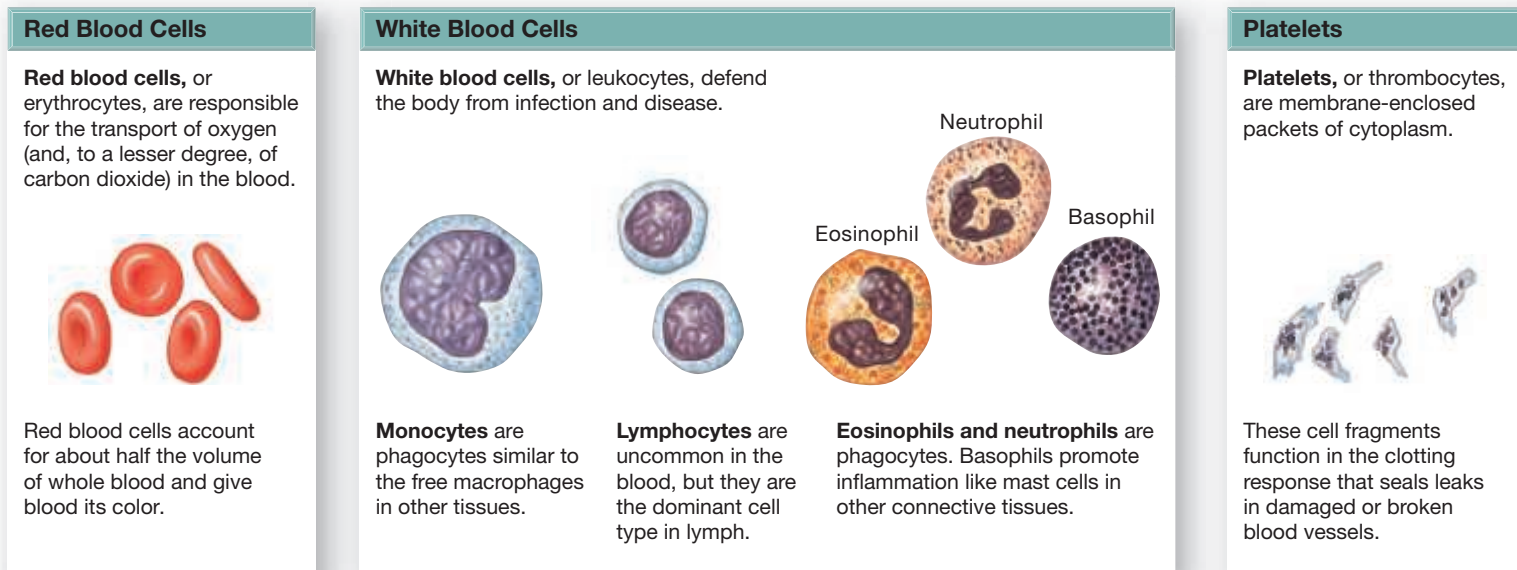 Red Blood Cells
Red blood cells, or
erythrocytes, are responsible
for the transport of oxygen
(and, to a lesser degree, of
carbon dioxide) in the blood.
Red blood cells account
for about half the volume
of whole blood and give
blood its color.
White Blood Cells
White blood cells, or leukocytes, defend
the body from infection and disease.
Neutrophil
Eosinophil
Basophil
Monocytes are
phagocytes similar to
the free macrophages
in other tissues.
Lymphocytes are
uncommon in the
blood, but they are
the dominant cell
type in lymph.
Eosinophils and neutrophils are
phagocytes. Basophils promote
inflammation like mast cells in
other connective tissues.
Platelets
Platelets, or thrombocytes,
are membrane-enclosed
packets of cytoplasm.
These cell fragments
function in the clotting
response that seals leaks
in damaged or broken
blood vessels.